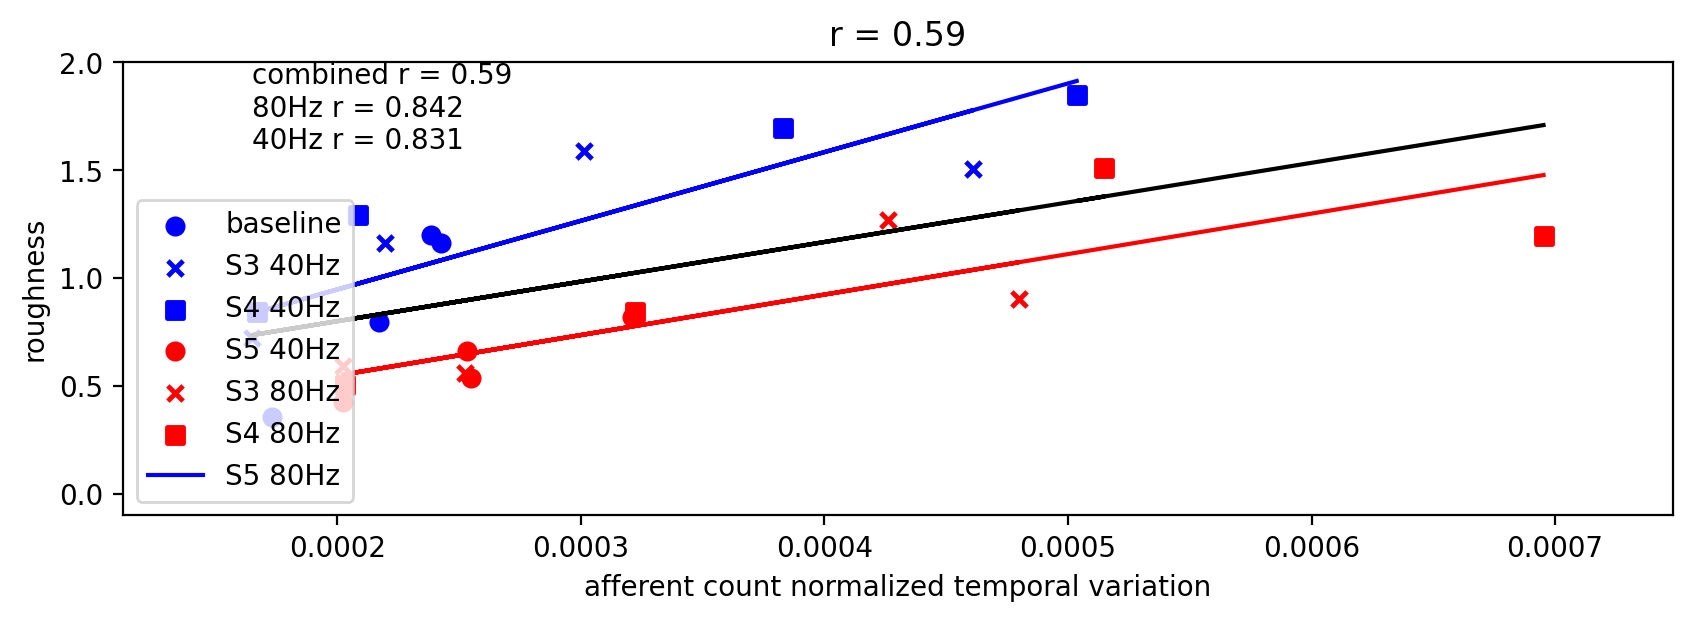 r = 0.59
combined r = 0.59
80Hz r = 0.842
40Hz r = 0.831
2.0
1.5
1.0
0.5
0.0
roughness
baseline
S3 40Hz
S4 40Hz
S5 40Hz
S3 80Hz
S4 80Hz
S5 80Hz
0.0002 0.0003 0.0004 0.0005 0.0006 0.0007
afferent count normalized temporal variation